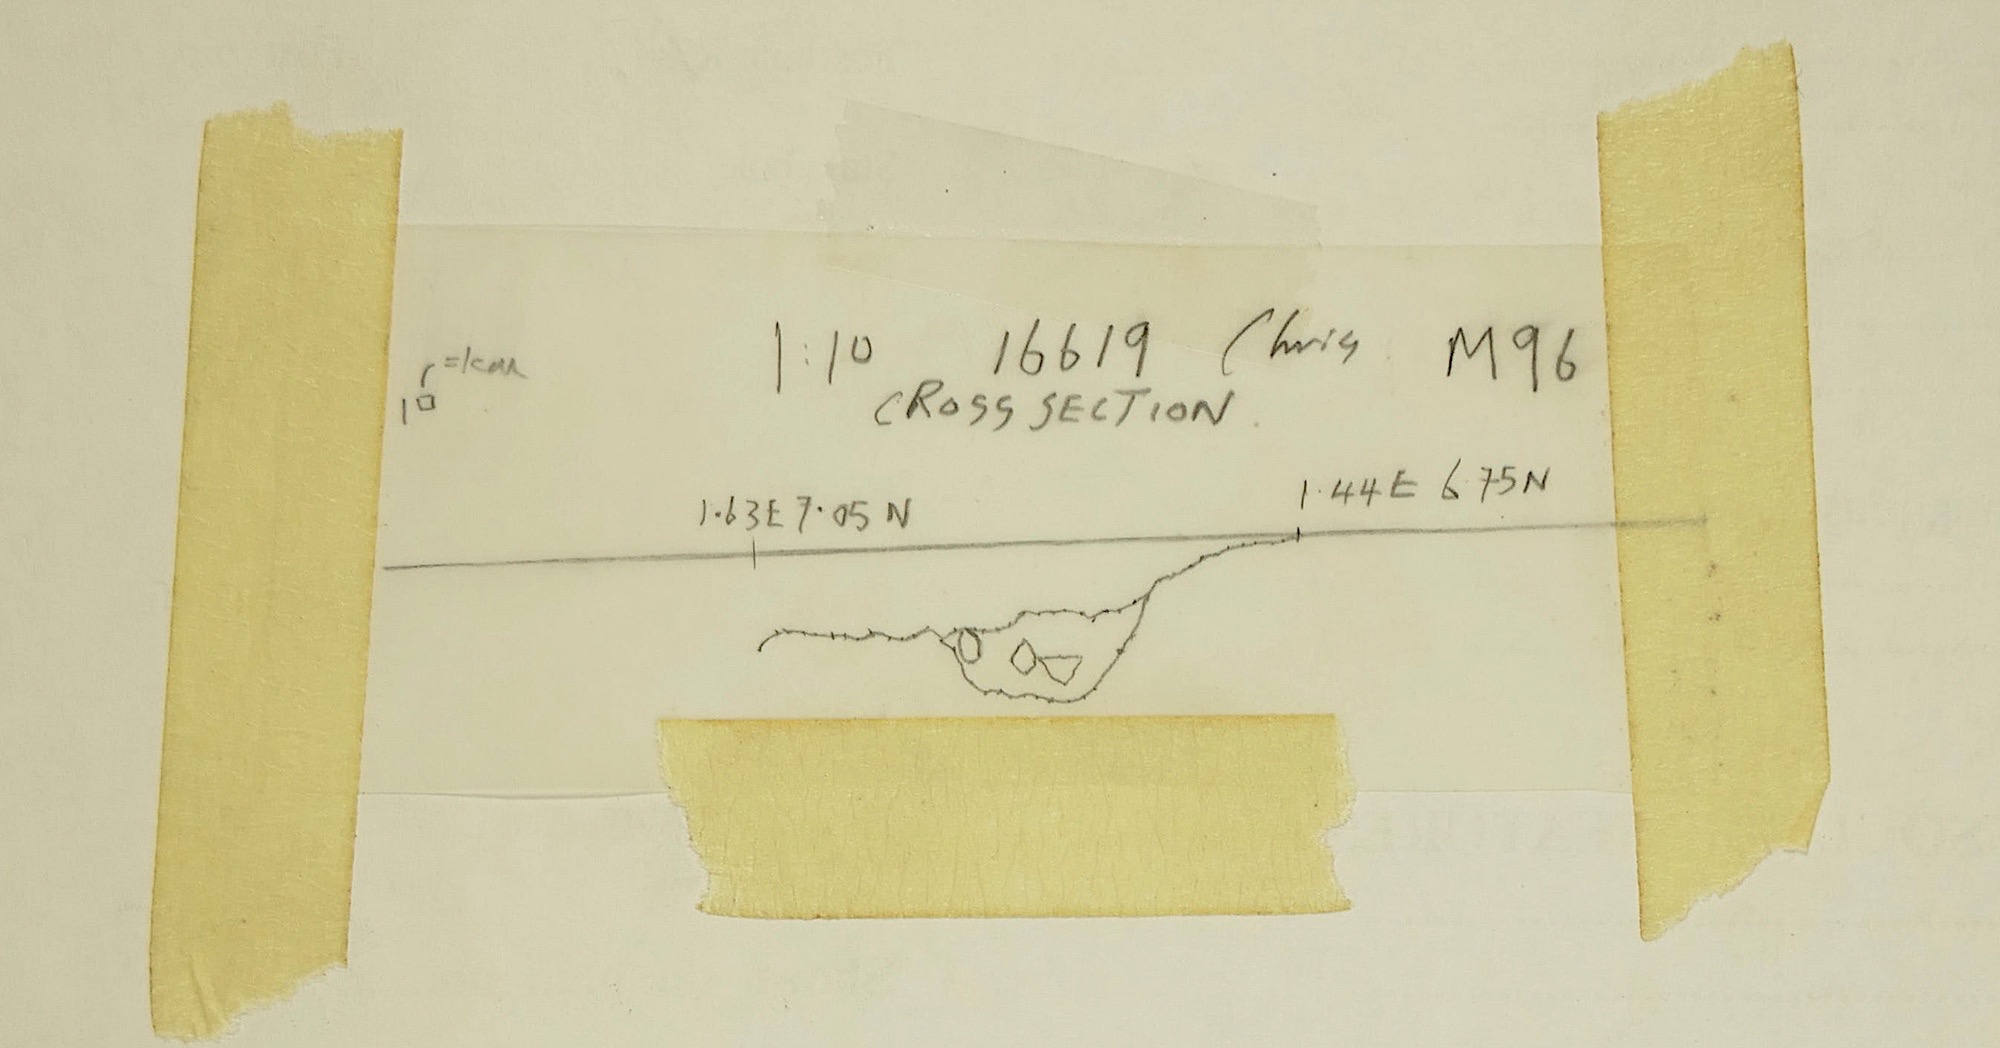 1:10 16619 Chris M96
CROSS SECTION
1.63E 7.05N
1.44E 6.75N